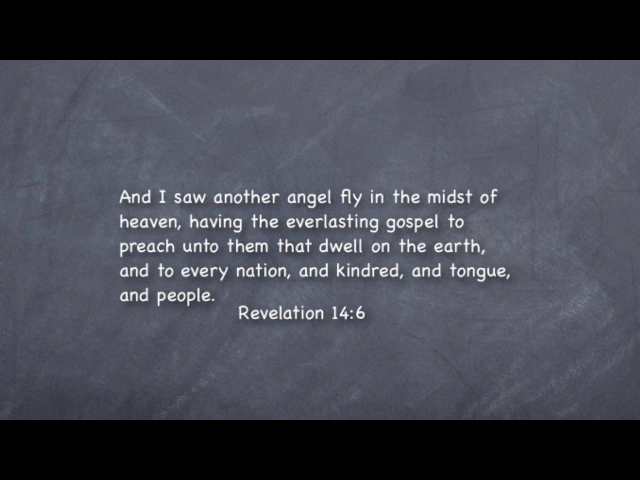 And I saw another angel fly in the midst of
heaven, having the everlasting gospel to
preach unto them that dwell on the earth,
and to every nation, and kindred, and tongue,
and people.
Revelation 14:6